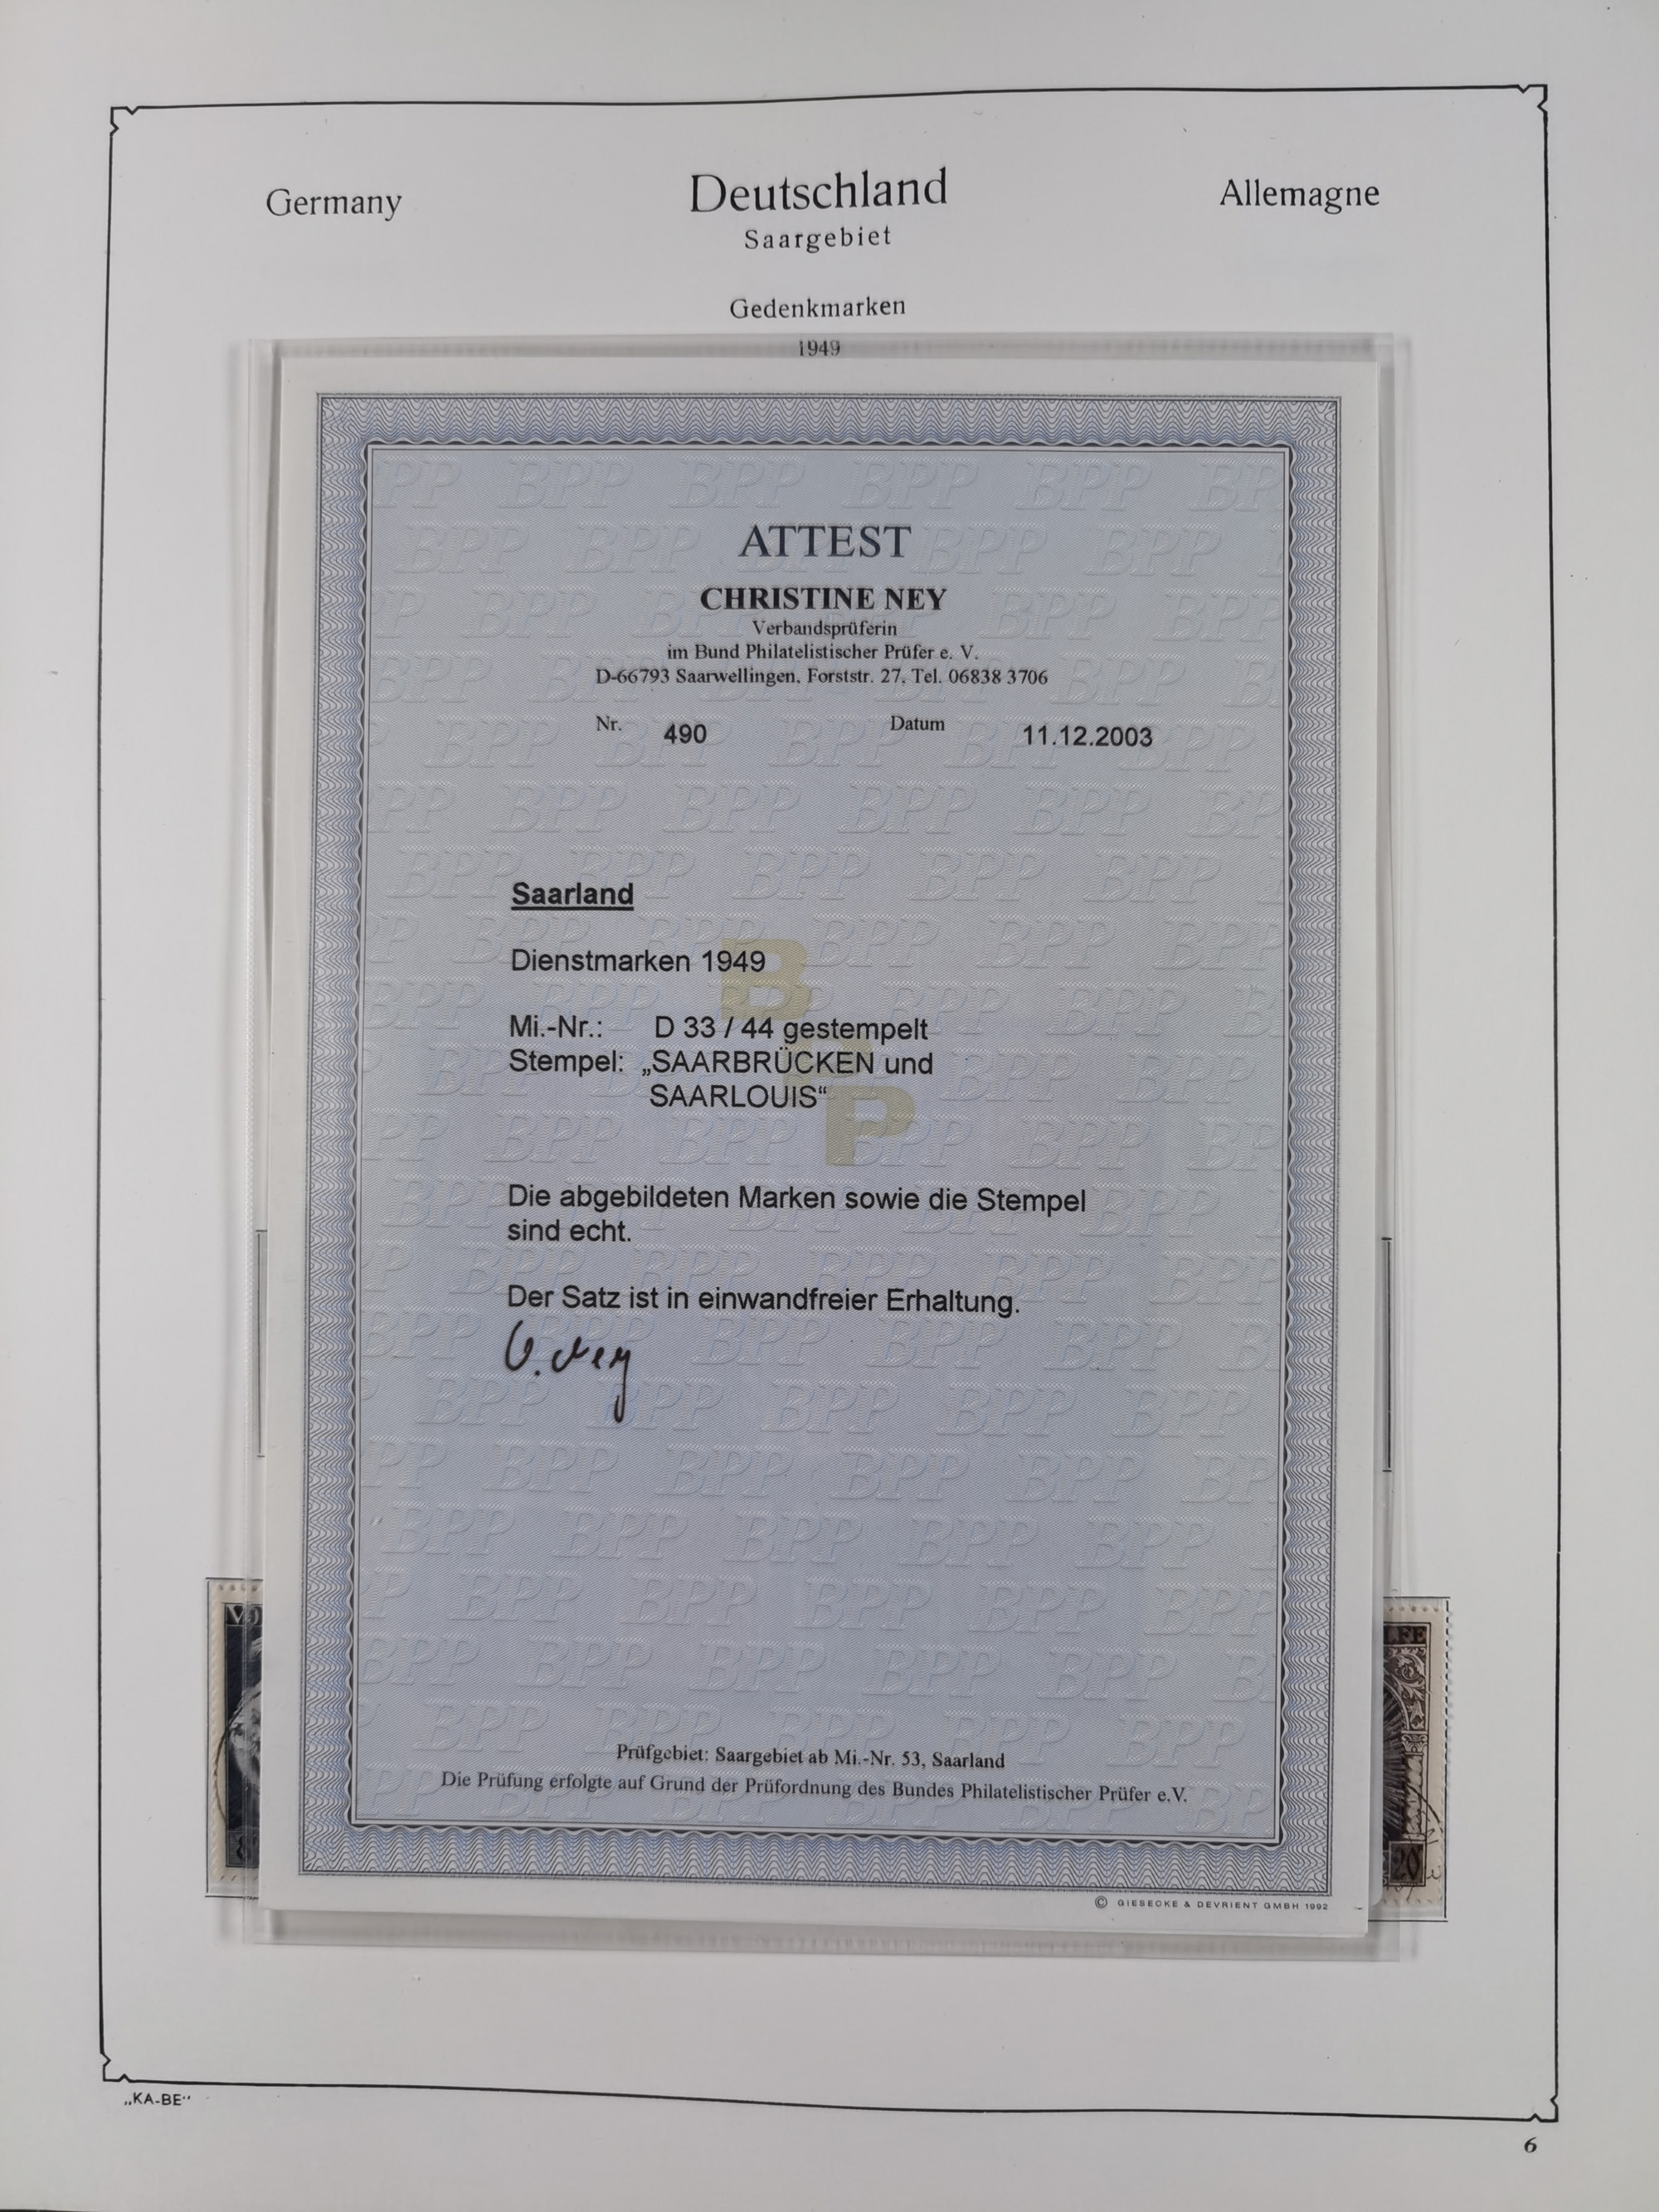 Germany
Deutschland
Allemagne
Saargebiet
Gedenkmarken
1949
ATTEST
CHRISTINE NEY
Verbandsprüferin
im Bund Philatelistischer Prüfer e. V.
D-66793 Saarwellingen, Forststr. 27, Tel. 06838 3706
Nr. 490 Datum 11.12.2003
Saarland
Dienstmarken 1949
Mi.-Nr.: D 33 / 44 gestempelt
Stempel: „SAARBRÜCKEN und
SAARLOUIS“
Die abgebildeten Marken sowie die Stempel
sind echt.
Der Satz ist in einwandfreier Erhaltung.
C. Ney
BPP
Prüfgebiet: Saargebiet ab Mi.-Nr. 53, Saarland
Die Prüfung erfolgte auf Grund der Prüfordnung des Bundes Philatelistischer Prüfer e.V.
© GIESECKE & DEVRIENT GMBH 1992
20
„KA-BE“
6